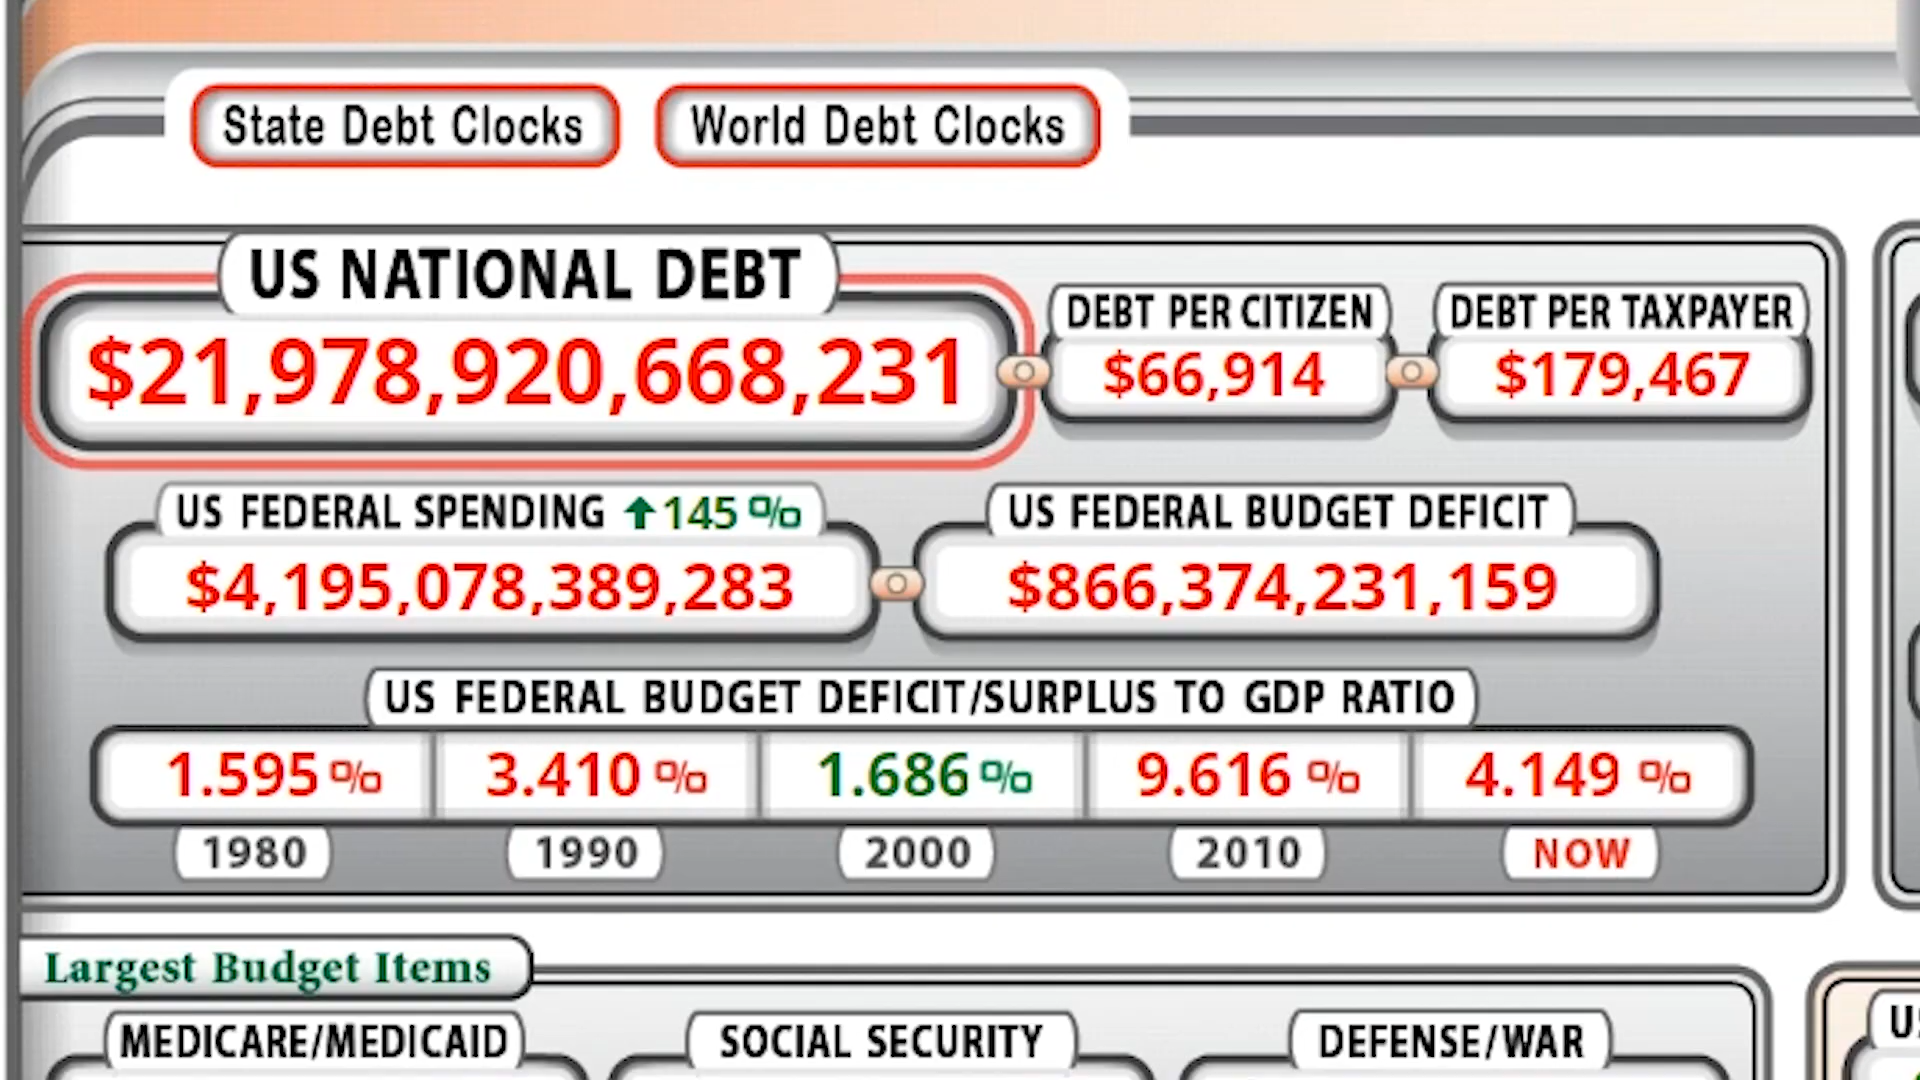 State Debt Clocks World Debt Clocks
US NATIONAL DEBT
$21,978,920,668,231
DEBT PER CITIZEN
$66,914
DEBT PER TAXPAYER
$179,467
US FEDERAL SPENDING 145 %
$4,195,078,389,283
US FEDERAL BUDGET DEFICIT
$866,374,231,159
US FEDERAL BUDGET DEFICIT/SURPLUS TO GDP RATIO
1.595 % 3.410 % 1.686 % 9.616 % 4.149 %
1980 1990 2000 2010 NOW
Largest Budget Items
MEDICARE/MEDICAID SOCIAL SECURITY DEFENSE/WAR